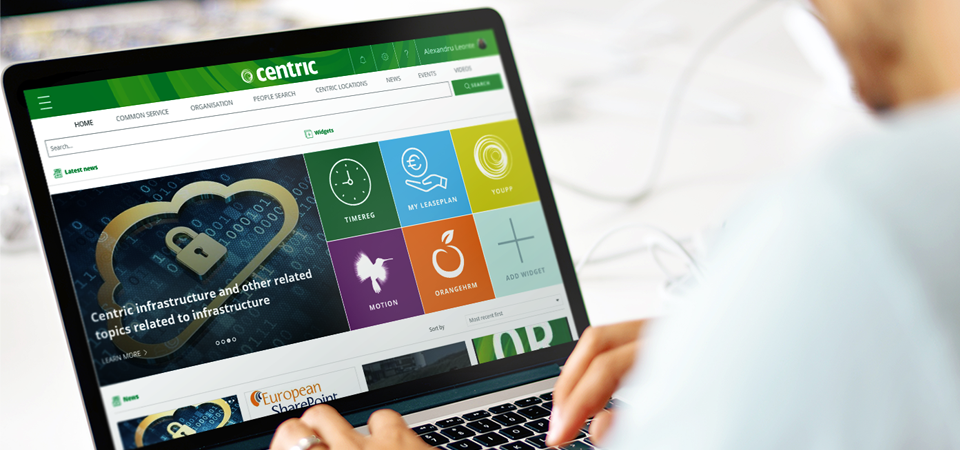 centric
Alexandru Leonte
HOME
COMMON SERVICE
ORGANISATION
PEOPLE SEARCH
CENTRIC LOCATIONS
NEWS
EVENTS
VIDEOS
Search...
SEARCH
Latest news
Widgets
Centric infrastructure and other related
topics related to infrastructure
LEARN MORE
TIMEREG
MY LEASEPLAN
YOUPP
MOTION
ORANGEHRM
ADD WIDGET
Sort by
Most recent first
News
European
SharePoint